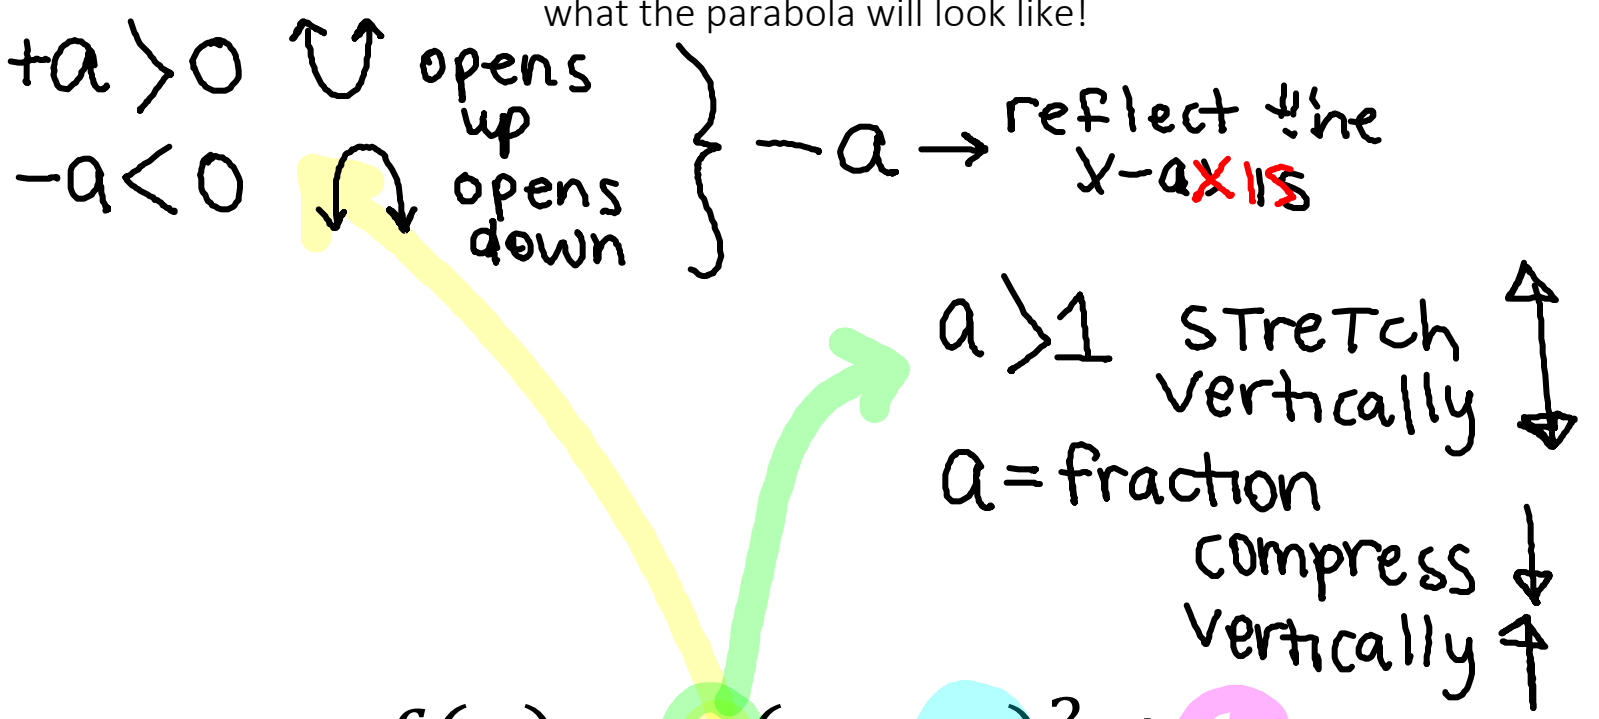 what the parabola will look like!
+a > 0 opens
up
-a < 0 opens
down
-a → reflect the
x-axis
a > 1 stretch
vertically
a = fraction
compress
vertically